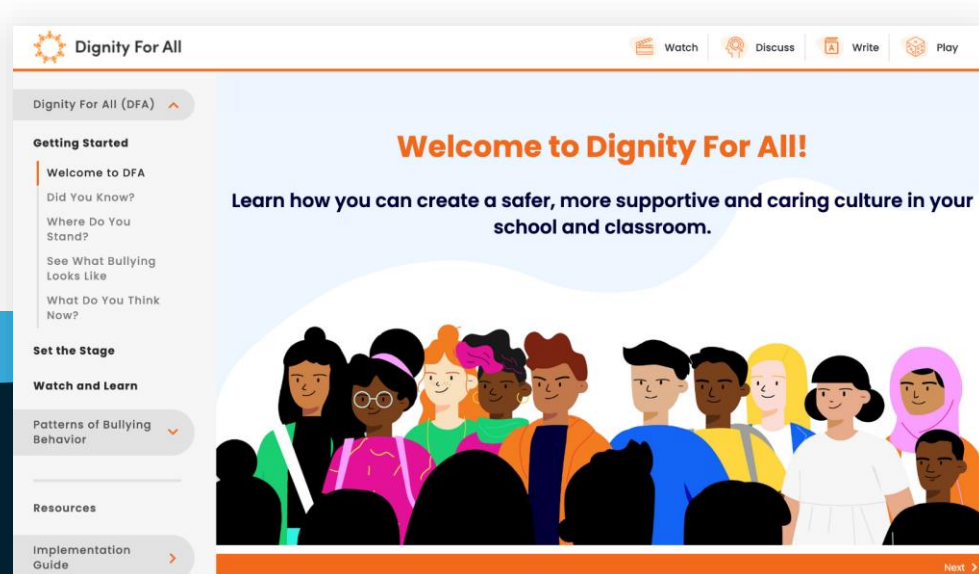 Dignity For All
Watch
Discuss
A
Write
Play
Dignity For All (DFA)
Getting Started
Welcome to DFA
Did You Know?
Where Do You
Stand?
See What Bullying
Looks Like
What Do You Think
Now?
Set the Stage
Watch and Learn
Patterns of Bullying
Behavior
Resources
Implementation
Guide
Welcome to Dignity For All!
Learn how you can create a safer, more supportive and caring culture in your
school and classroom.
Next